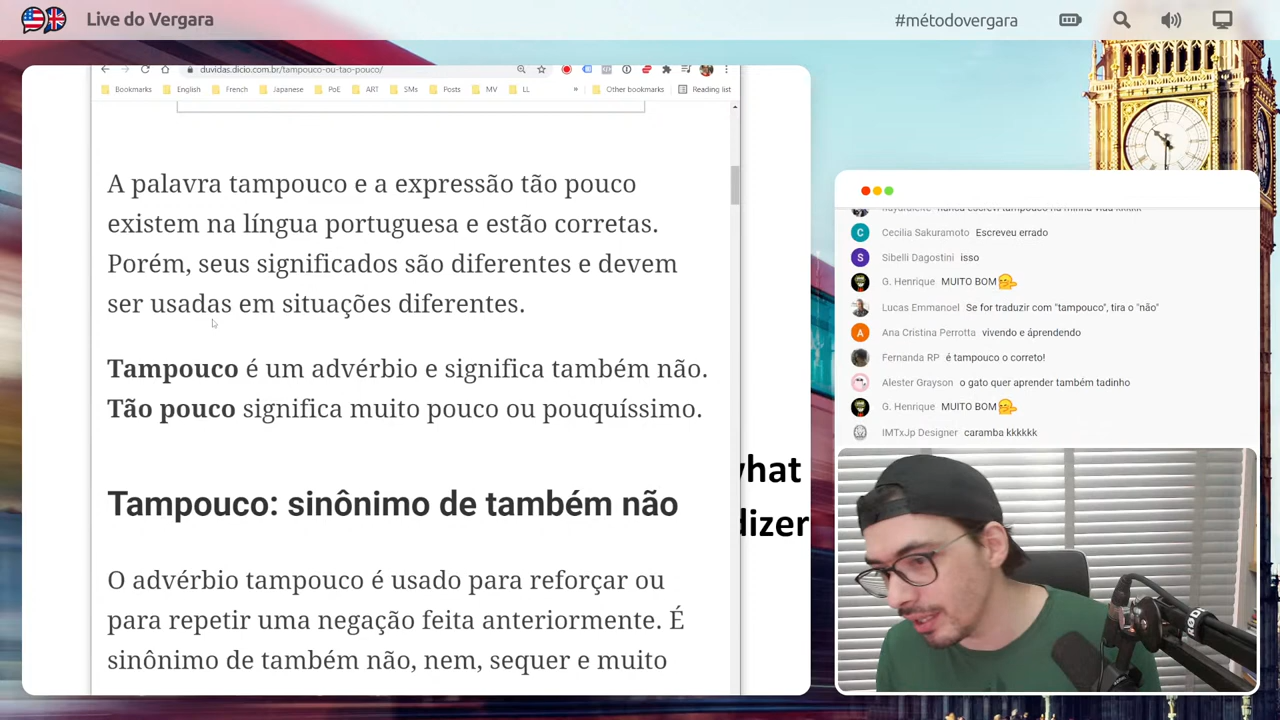 Live do Vergara
#métodovergara
duvidas.dicio.com.br/tampouco-ou-tao-pouco/
Bookmarks English French Japanese PoE ART SMs Posts MV LL » Other bookmarks Reading list
A palavra tampouco e a expressão tão pouco
existem na língua portuguesa e estão corretas.
Porém, seus significados são diferentes e devem
ser usadas em situações diferentes.
Tampouco é um advérbio e significa também não.
Tão pouco significa muito pouco ou pouquíssimo.
Tampouco: sinônimo de também não
O advérbio tampouco é usado para reforçar ou
para repetir uma negação feita anteriormente. É
sinônimo de também não, nem, sequer e muito
what
dizer
Cecilia Sakuramoto Escreveu errado
S Sibelli Dagostini isso
G. Henrique MUITO BOM
Lucas Emmanoel Se for traduzir com "tampouco", tira o "não"
A Ana Cristina Perrotta vivendo e áprendendo
Fernanda RP é tampouco o correto!
Alester Grayson o gato quer aprender também tadinho
G. Henrique MUITO BOM
IMTxJp Designer caramba kkkkkk
RØD